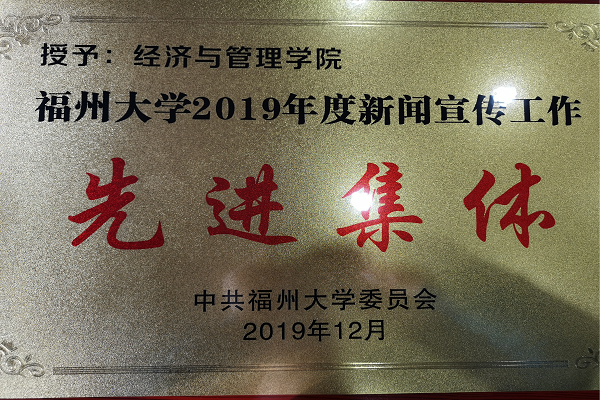 授予：经济与管理学院
福州大学2019年度新闻宣传工作
先进集体
中共福州大学委员会
2019年12月